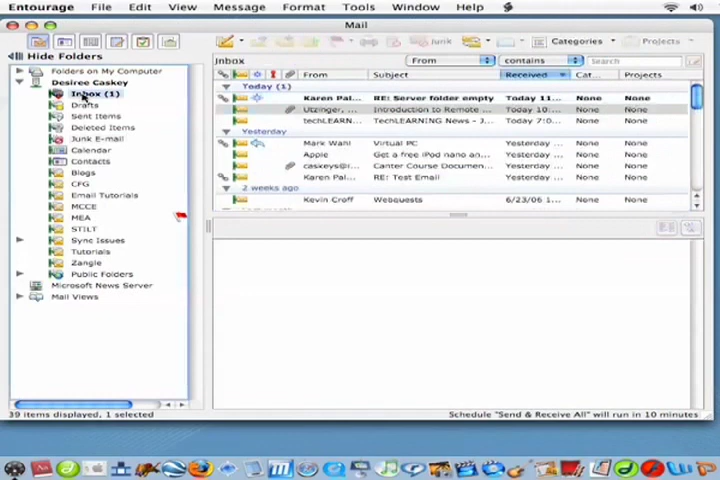 Entourage File Edit View Message Format Tools Window Help
Mail
Junk Categories Projects
Hide Folders
Inbox From contains Search
Folders on My Computer
Desiree Caskey
Inbox (1)
Drafts
Sent Items
Deleted Items
Junk E-mail
Calendar
Contacts
Blogs
CFG
Email Tutorials
MCCE
MEA
STILT
Sync Issues
Tutorials
Zangle
Public Folders
Microsoft News Server
Mail Views
From Subject Received Cat... Projects
Today (1)
Karen Pal... RE: Server folder empty Today 11... None None
Utzinger, ... Introduction to Remote ... Today 8:0... None None
techLEARN... TechLEARNING News - J... Today 7:0... None None
Yesterday
Mark Wahl Virtual PC Yesterday ... None None
Apple Get a free iPod nano an... Yesterday ... None None
caskeys@i... Canter Course Documen... Yesterday ... None None
Karen Pal... RE: Test Email Yesterday ... None None
2 weeks ago
Kevin Croff Webquests 6/23/06 1... None None
39 items displayed, 1 selected
Schedule "Send & Receive All" will run in 10 minutes